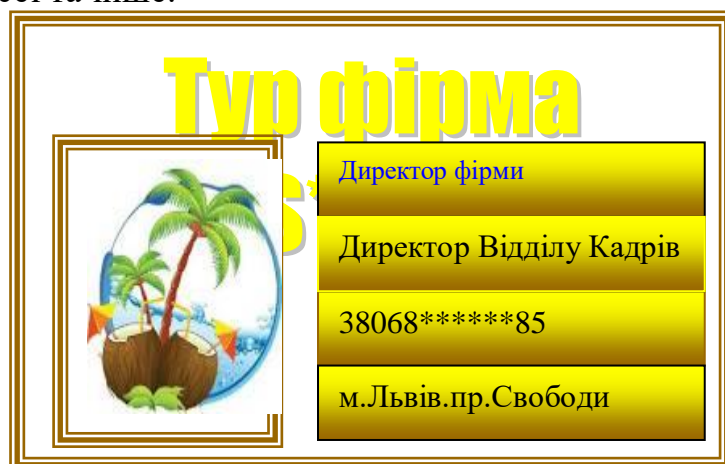 Тур фірма
Директор фірми
Директор Відділу Кадрів
38068******85
м.Львів.пр.Свободи